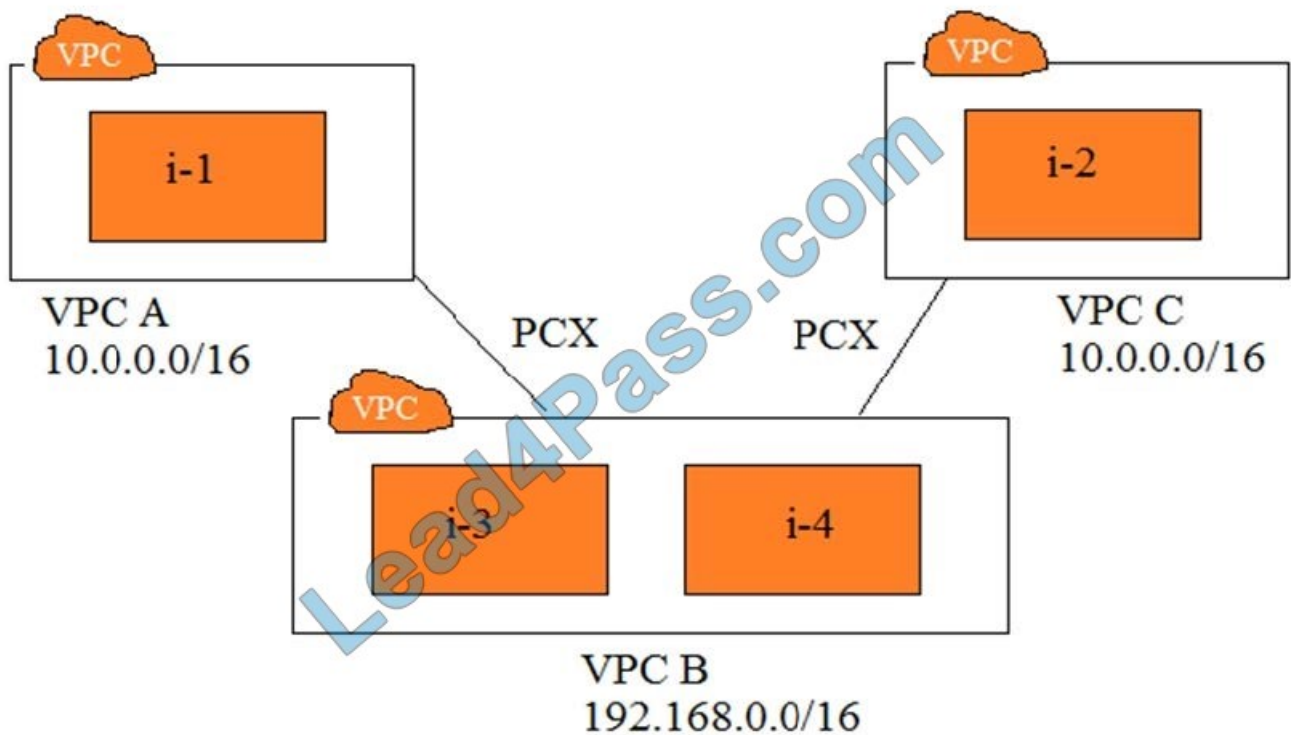 VPC
VPC
i-1
i-2
VPC A
10.0.0.0/16
PCX
PCX
VPC C
10.0.0.0/16
VPC
i-3
i-4
VPC B
192.168.0.0/16
Lead4Pass.com